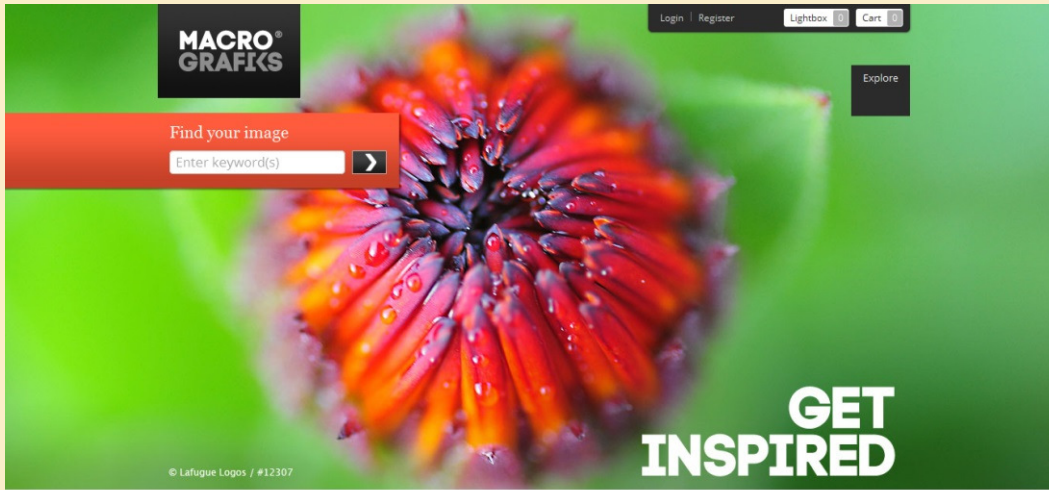 MACRO®
GRAFIKS
Login | Register
Lightbox 0
Cart 0
Explore
Find your image
Enter keyword(s)
GET
INSPIRED
© Lafugue Logos / #12307